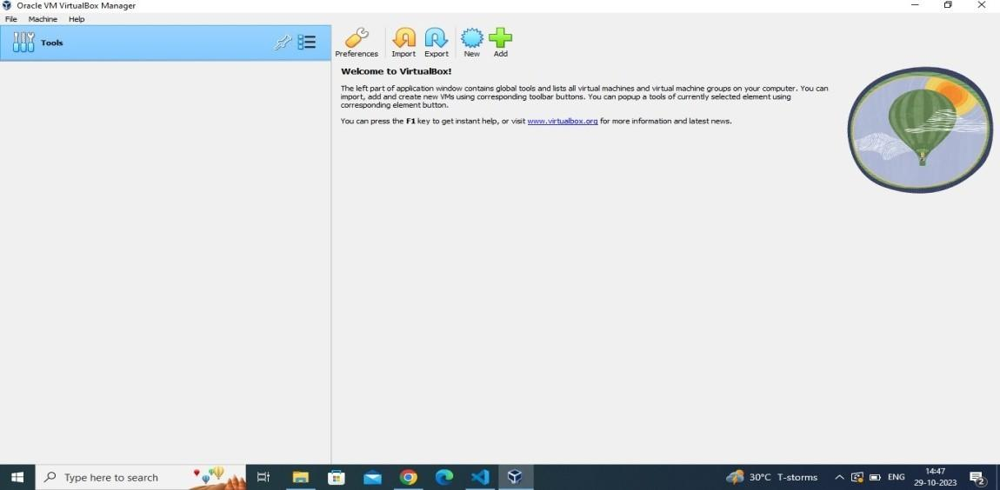 Oracle VM VirtualBox Manager
File Machine Help
Tools
Preferences Import Export New Add
Welcome to VirtualBox!
The left part of application window contains global tools and lists all virtual machines and virtual machine groups on your computer. You can
import, add and create new VMs using corresponding toolbar buttons. You can popup a tools of currently selected element using
corresponding element button.
You can press the F1 key to get instant help, or visit www.virtualbox.org for more information and latest news.
Type here to search
30°C T-storms
ENG
14:47
29-10-2023
2